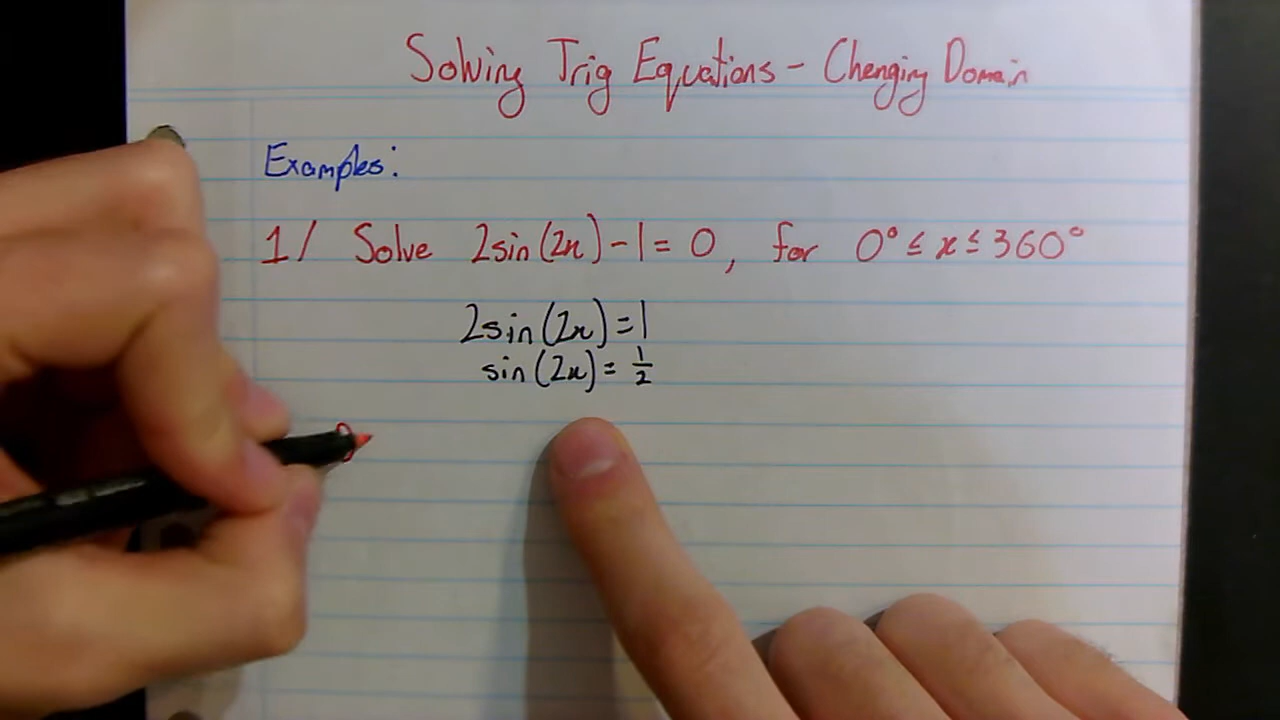 Solving Trig Equations - Changing Domain
Examples:
1/ Solve 2sin(2x) - 1 = 0, for 0° ≤ x ≤ 360°
2sin(2x) = 1
sin(2x) = 1/2
0